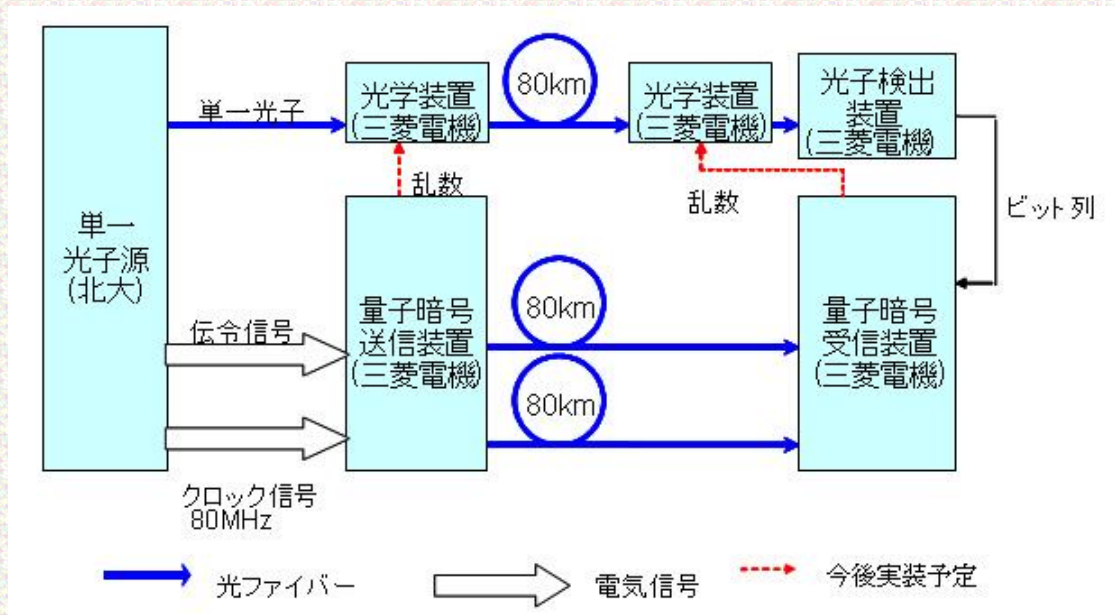 単一
光子源
(北大)
単一光子
光学装置
(三菱電機)
80km
光学装置
(三菱電機)
光子検出
装置
(三菱電機)
乱数
乱数
ビット列
伝令信号
量子暗号
送信装置
(三菱電機)
80km
80km
量子暗号
受信装置
(三菱電機)
クロック信号
80MHz
光ファイバー
電気信号
今後実装予定